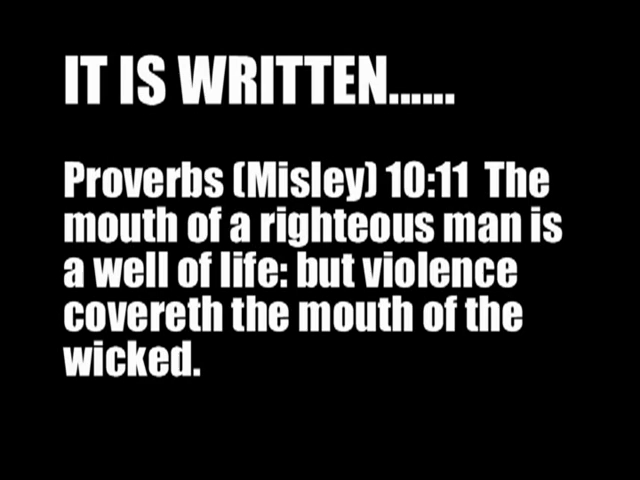 IT IS WRITTEN......
Proverbs (Misley) 10:11 The
mouth of a righteous man is
a well of life: but violence
covereth the mouth of the
wicked.